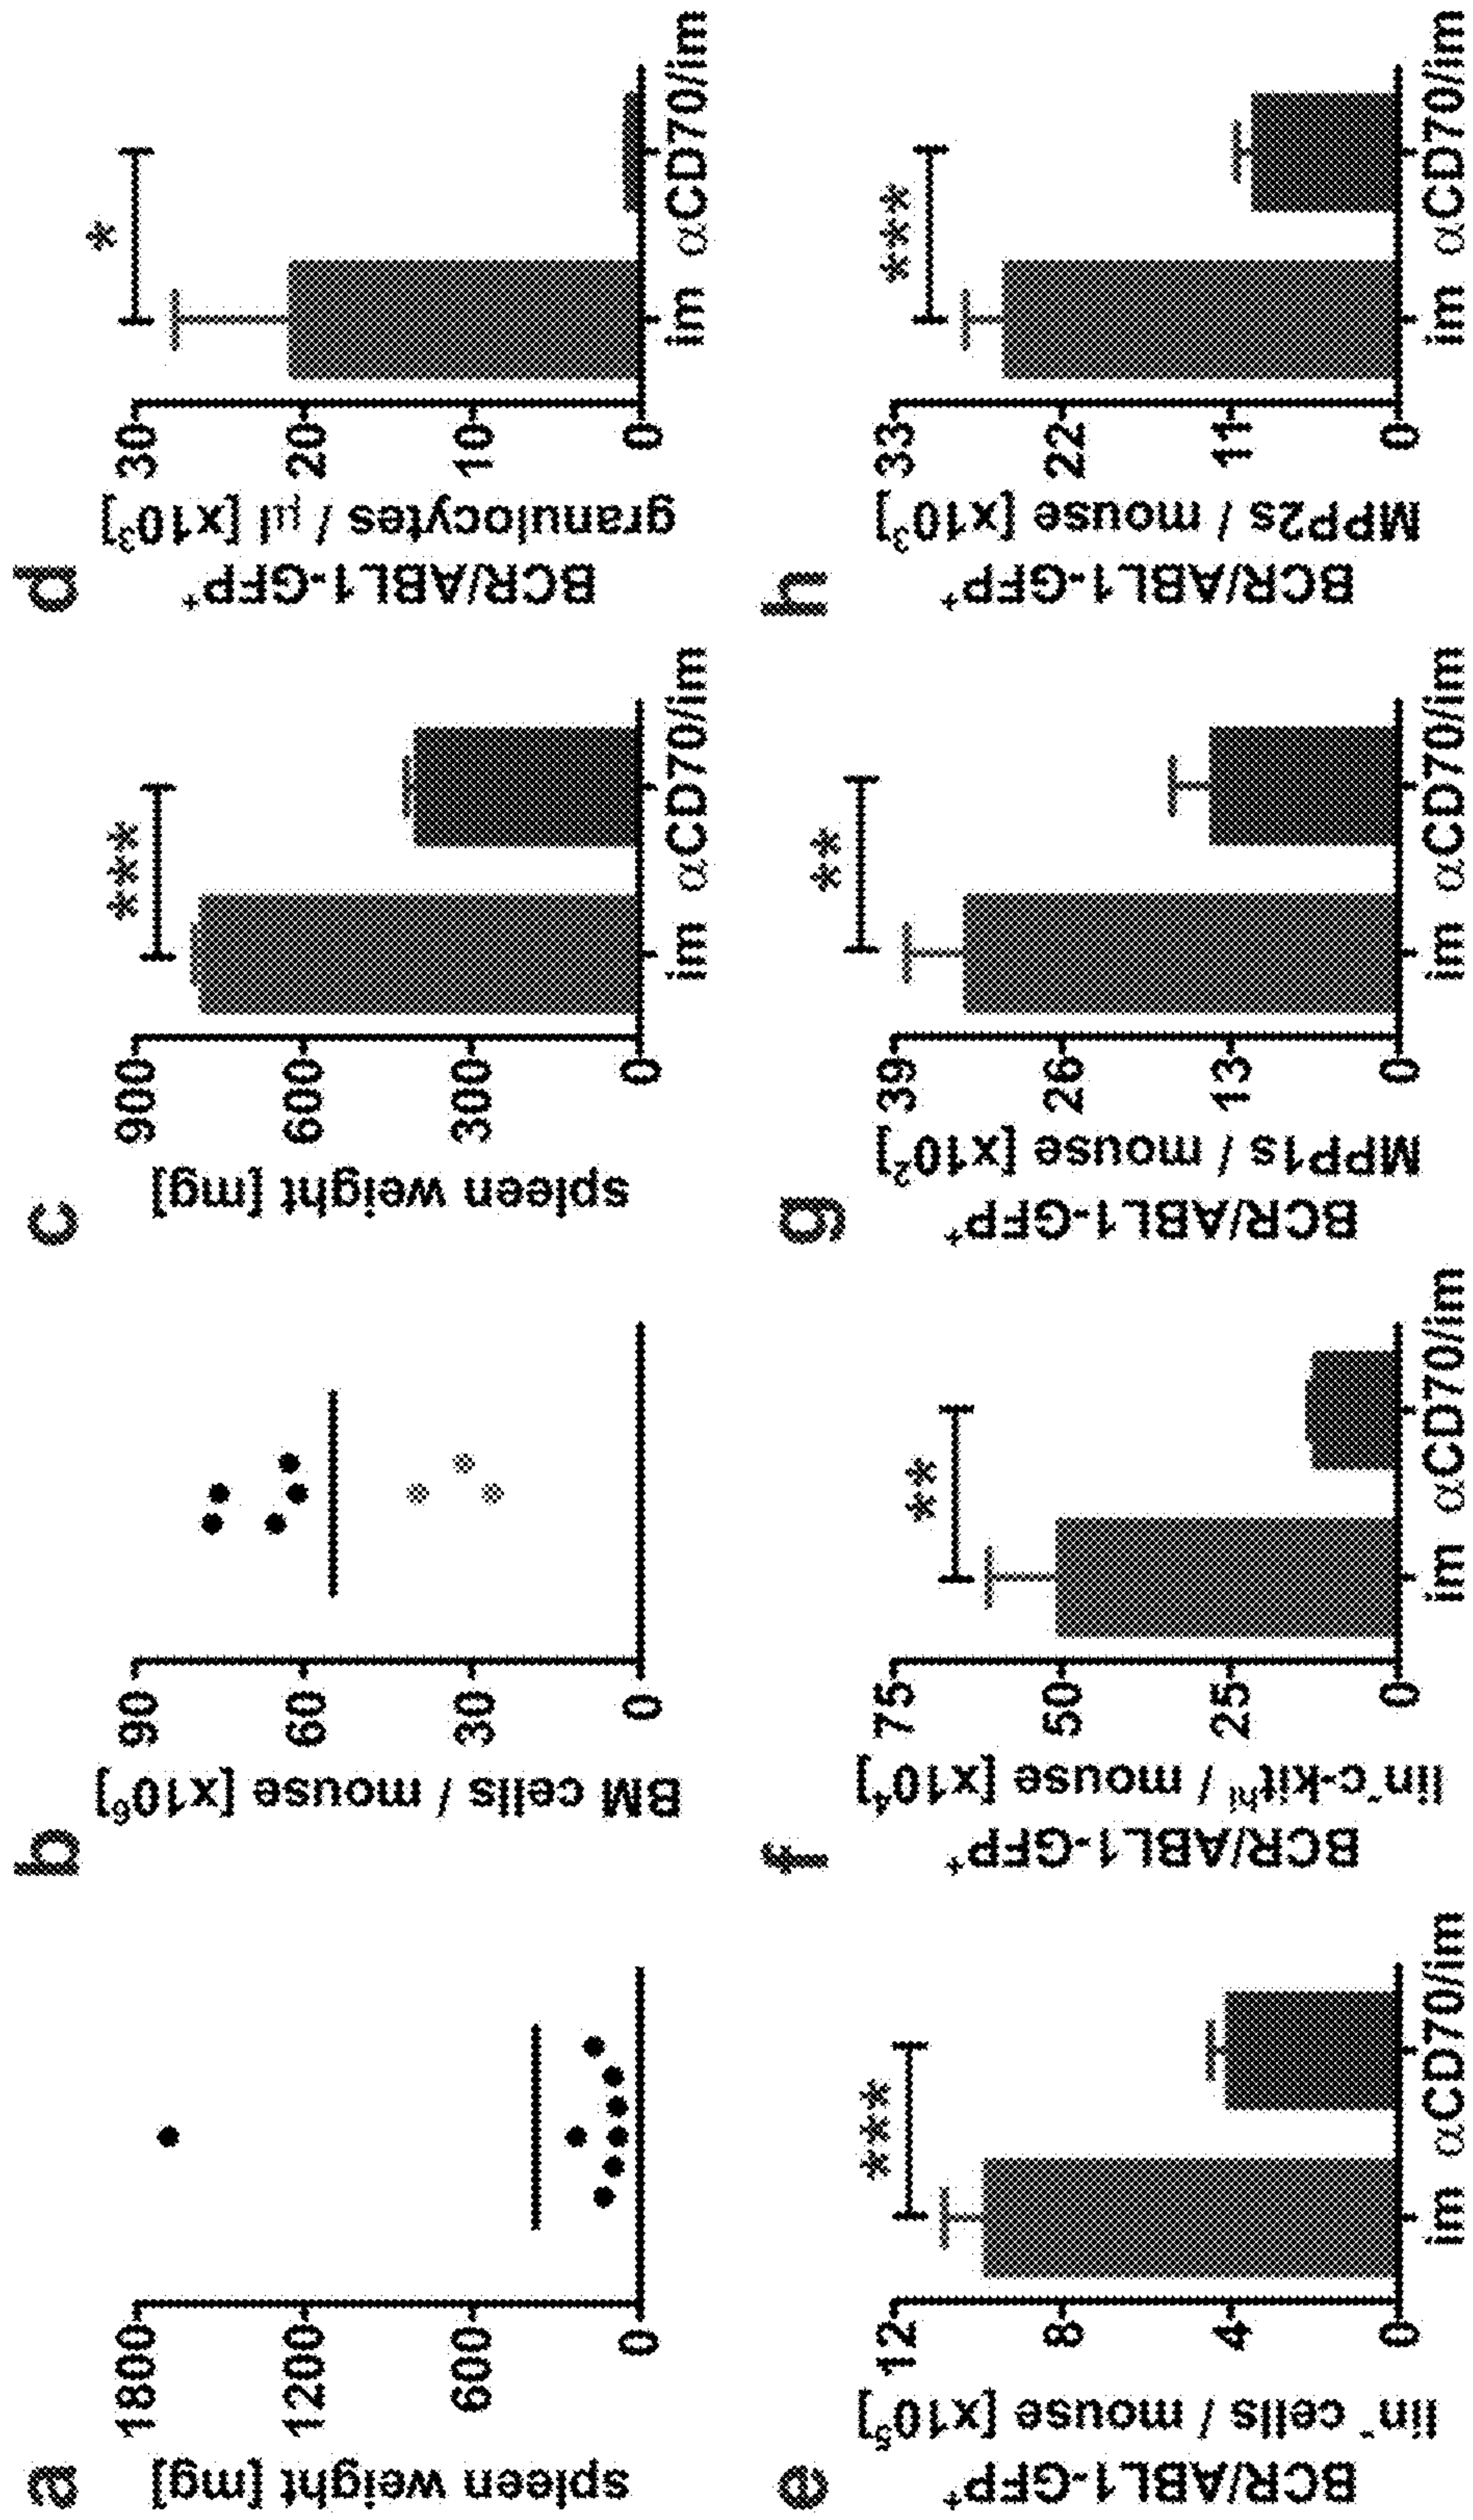 a
spleen weight [mg]
1800
1200
600
0
b
BM cells / mouse [x10⁶]
90
60
30
0
c
spleen weight [mg]
900
600
300
0
***
im αCD70/im
d
BCR/ABL1-GFP⁺
granulocytes / μl [x10³]
30
20
10
0
*
im αCD70/im
e
BCR/ABL1-GFP⁺
lin⁻ cells / mouse [x10⁵]
12
8
4
0
***
im αCD70/im
f
BCR/ABL1-GFP⁺
lin⁻c-kitʰⁱ / mouse [x10⁴]
75
50
25
0
**
im αCD70/im
g
BCR/ABL1-GFP⁺
MPP1s / mouse [x10²]
39
26
13
0
**
im αCD70/im
h
BCR/ABL1-GFP⁺
MPP2s / mouse [x10³]
33
22
11
0
***
im αCD70/im